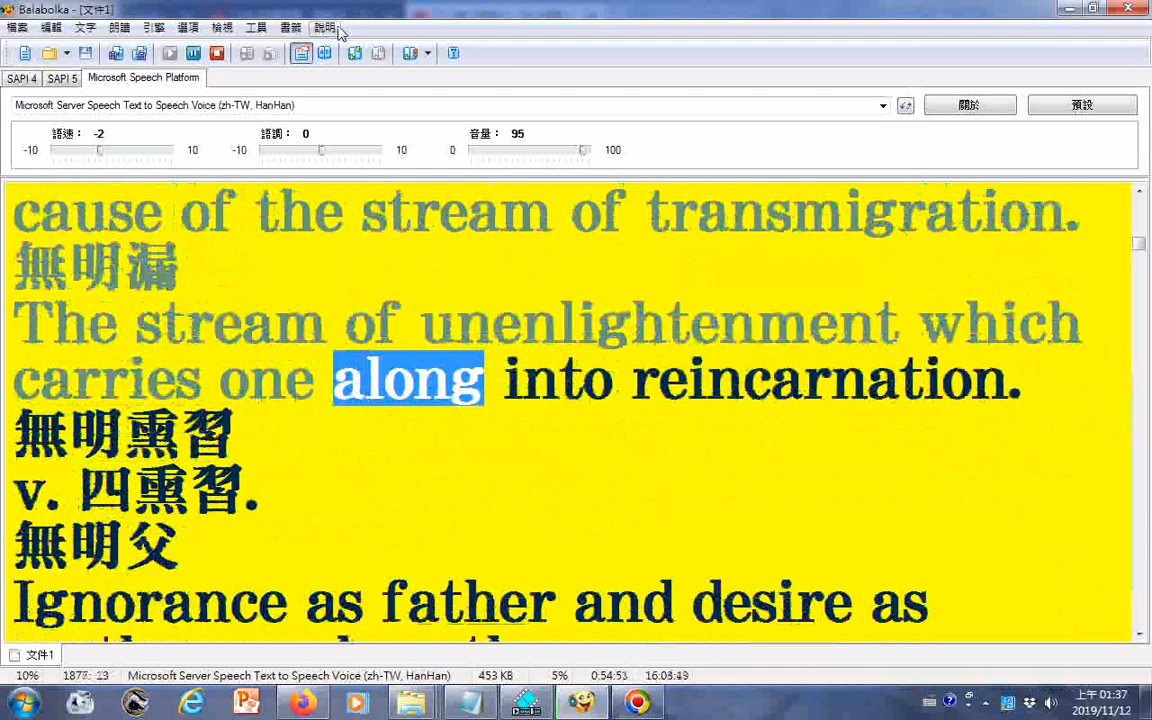 Balabolka - [文件1]
檔案 編輯 文字 朗讀 引擎 選項 檢視 工具 書籤 說明
SAPI 4 SAPI 5 Microsoft Speech Platform
Microsoft Server Speech Text to Speech Voice (zh-TW, HanHan) 關於 預設
語速： -2 語調： 0 音量： 95
-10 10 -10 10 0 100
cause of the stream of transmigration.
無明漏
The stream of unenlightenment which
carries one along into reincarnation.
無明熏習
v. 四熏習.
無明父
Ignorance as father and desire as
文件1
10% 1877: 13 Microsoft Server Speech Text to Speech Voice (zh-TW, HanHan) 453 KB 5% 0:54:53 16:08:49
上午 01:37
2019/11/12